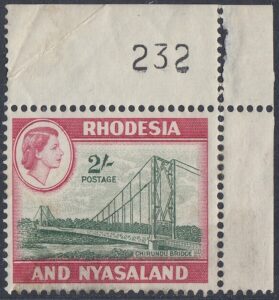 232
RHODESIA
2/-
POSTAGE
CHIRUNDU BRIDGE
AND NYASALAND